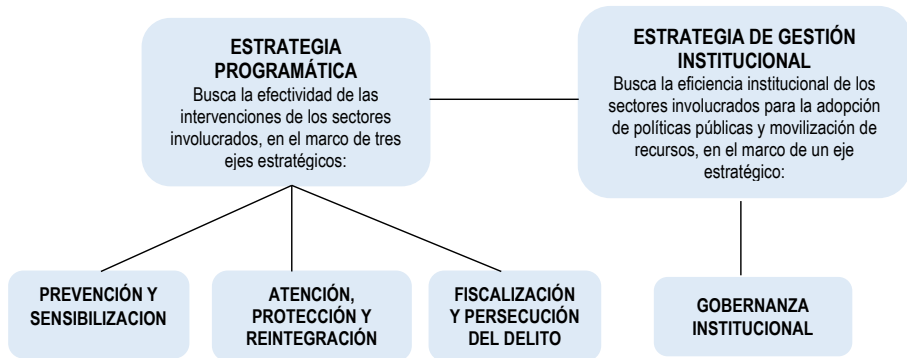 ESTRATEGIA
PROGRAMÁTICA
Busca la efectividad de las
intervenciones de los sectores
involucrados, en el marco de tres
ejes estratégicos:
ESTRATEGIA DE GESTIÓN
INSTITUCIONAL
Busca la eficiencia institucional de los
sectores involucrados para la adopción
de políticas públicas y movilización de
recursos, en el marco de un eje
estratégico:
PREVENCIÓN Y
SENSIBILIZACION
ATENCIÓN,
PROTECCIÓN Y
REINTEGRACIÓN
FISCALIZACIÓN
Y PERSECUCIÓN
DEL DELITO
GOBERNANZA
INSTITUCIONAL